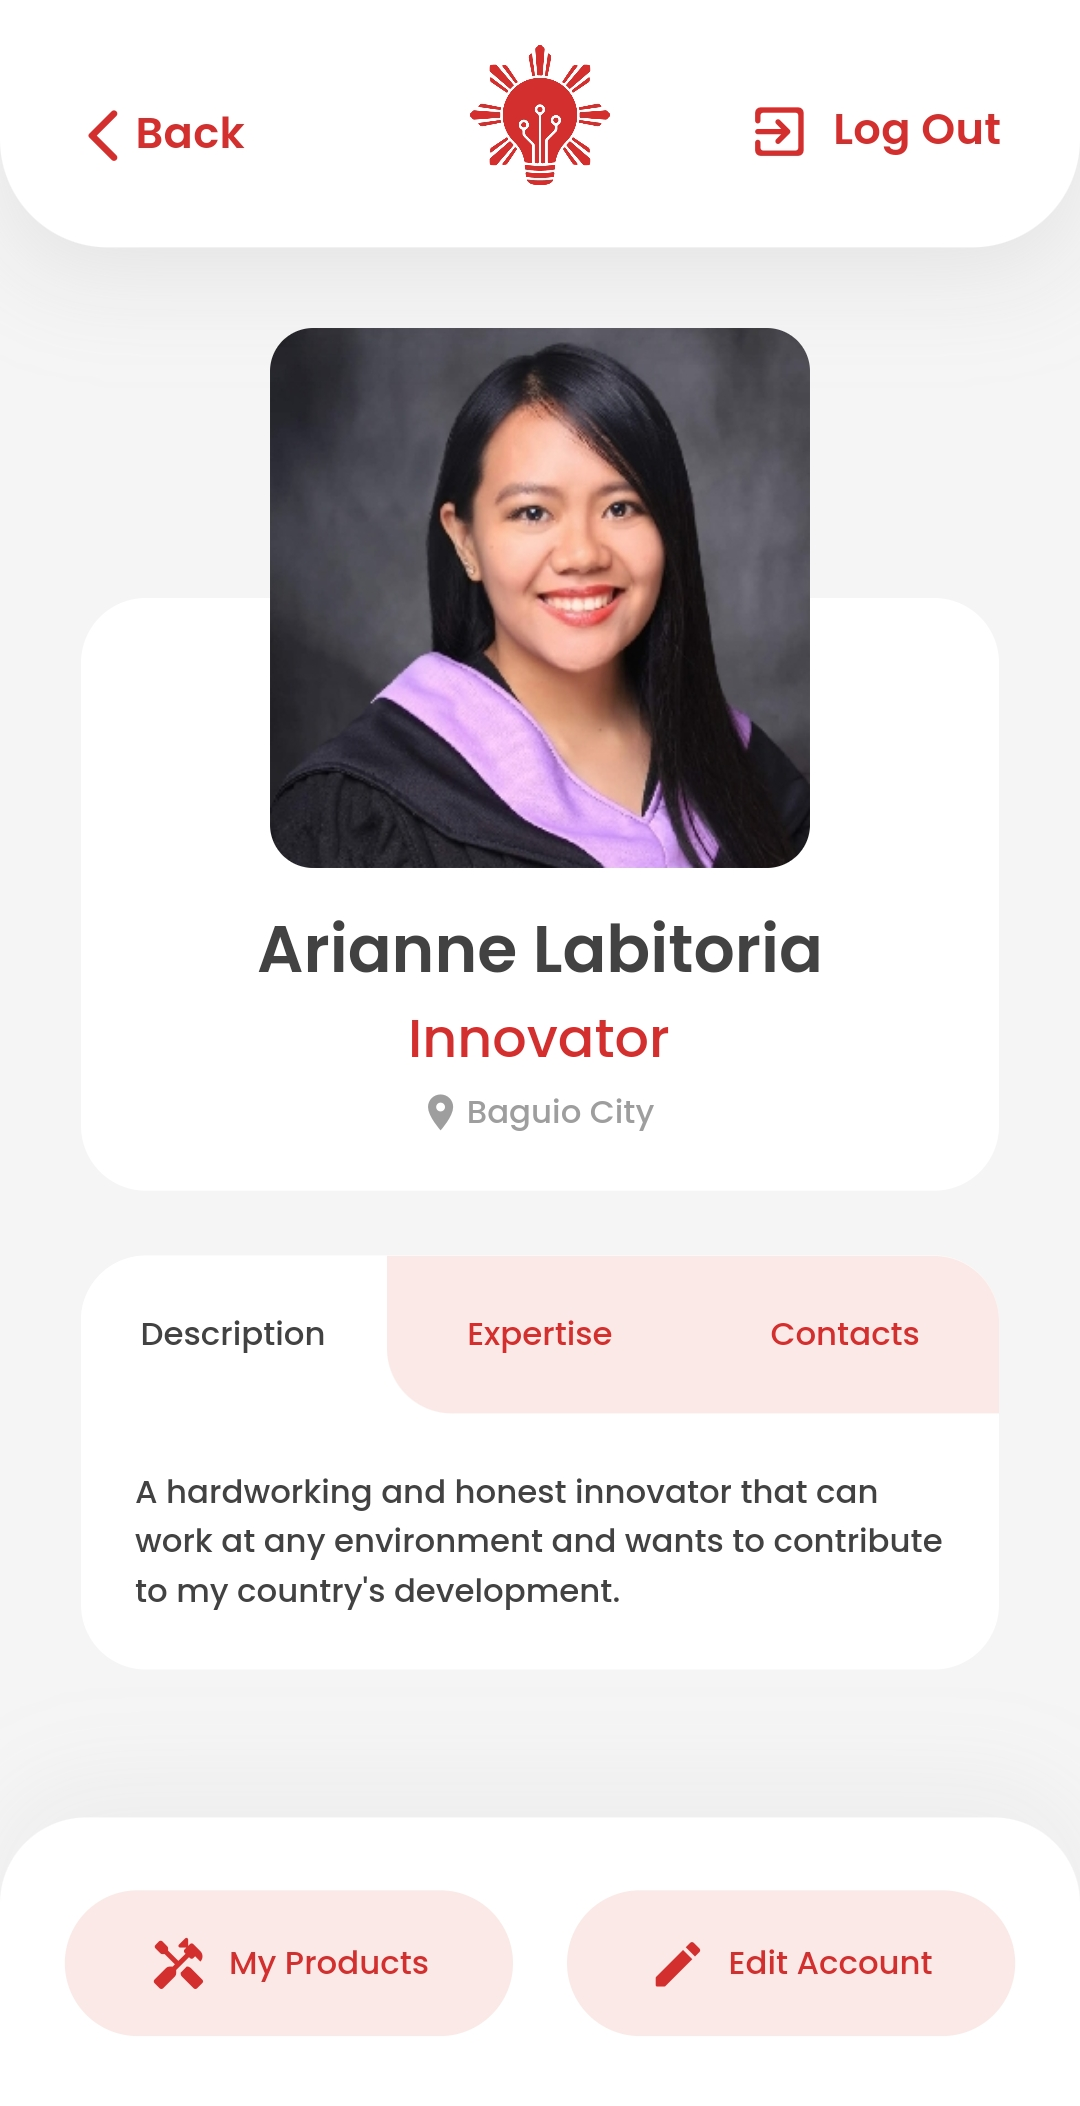 Back
Log Out
Arianne Labitoria
Innovator
Baguio City
Description
Expertise
Contacts
A hardworking and honest innovator that can
work at any environment and wants to contribute
to my country's development.
My Products
Edit Account